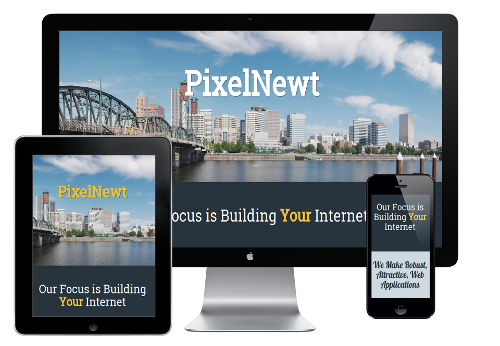 PixelNewt
ocus is Building Your Internet
PixelNewt
Our Focus is Building
Your Internet
Our Focus is
Building Your
Internet
We Make Robust,
Attractive, Web
Applications